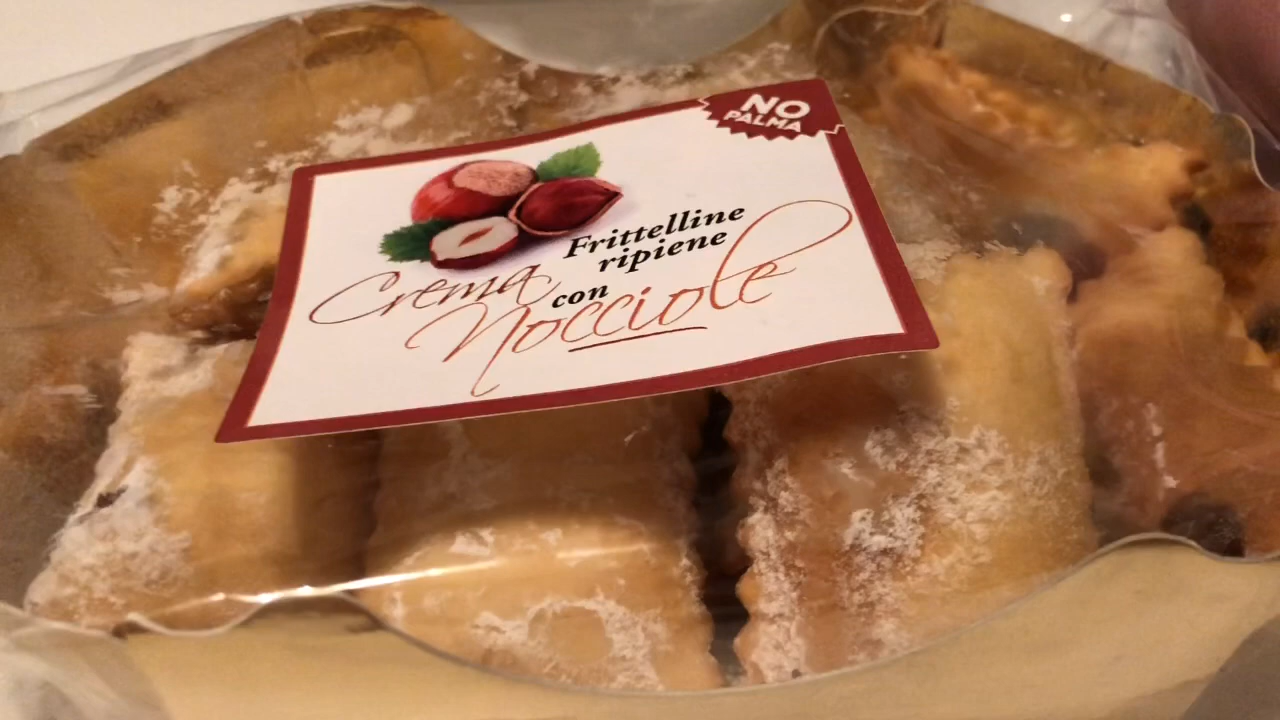 NO
PALMA
Frittelline
ripiene
Crema con
Nocciole